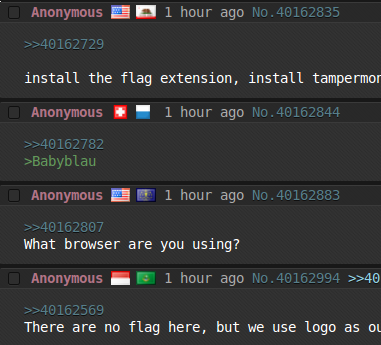 Anonymous 1 hour ago No.40162835
>>40162729
install the flag extension, install tampermon
Anonymous 1 hour ago No.40162844
>>40162782
>Babyblau
Anonymous 1 hour ago No.40162883
>>40162807
What browser are you using?
Anonymous 1 hour ago No.40162994 >>40
>>40162569
There are no flag here, but we use logo as ou